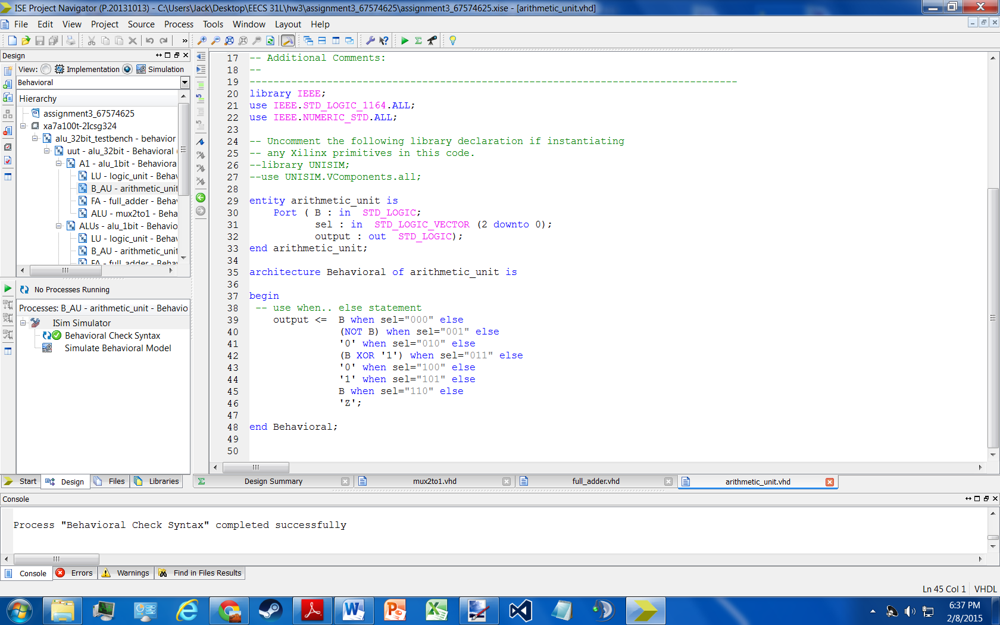 ISE Project Navigator (P.20131013) - C:\Users\Jack\Desktop\EECS 31L\hw3\assignment3_67574625\assignment3_67574625.xise - [arithmetic_unit.vhd]
File Edit View Project Source Process Tools Window Layout Help
Design
View: Implementation Simulation
Behavioral
Hierarchy
assignment3_67574625
xa7a100t-2Icsg324
alu_32bit_testbench - behavior
uut - alu_32bit - Behavioral (
A1 - alu_1bit - Behaviora
LU - logic_unit - Beha
B_AU - arithmetic_unit
FA - full_adder - Beha
ALU - mux2to1 - Beha
ALUs - alu_1bit - Behavio
LU - logic_unit - Beha
B_AU - arithmetic_unit
FA - full_adder - Beha
No Processes Running
Processes: B_AU - arithmetic_unit - Behavio
ISim Simulator
Behavioral Check Syntax
Simulate Behavioral Model
Start Design Files Libraries
17 -- Additional Comments:
18 --
19 ----------------------------------------------------------------------------------
20 library IEEE;
21 use IEEE.STD_LOGIC_1164.ALL;
22 use IEEE.NUMERIC_STD.ALL;
23
24 -- Uncomment the following library declaration if instantiating
25 -- any Xilinx primitives in this code.
26 --library UNISIM;
27 --use UNISIM.VComponents.all;
28
29 entity arithmetic_unit is
30 Port ( B : in STD_LOGIC;
31 sel : in STD_LOGIC_VECTOR (2 downto 0);
32 output : out STD_LOGIC);
33 end arithmetic_unit;
34
35 architecture Behavioral of arithmetic_unit is
36
37 begin
38 -- use when.. else statement
39 output <= B when sel="000" else
40 (NOT B) when sel="001" else
41 '0' when sel="010" else
42 (B XOR '1') when sel="011" else
43 '0' when sel="100" else
44 '1' when sel="101" else
45 B when sel="110" else
46 'Z';
47
48 end Behavioral;
49
50
Design Summary mux2to1.vhd full_adder.vhd arithmetic_unit.vhd
Console
Process "Behavioral Check Syntax" completed successfully
Console Errors Warnings Find in Files Results
Ln 45 Col 1 VHDL
6:37 PM
2/8/2015